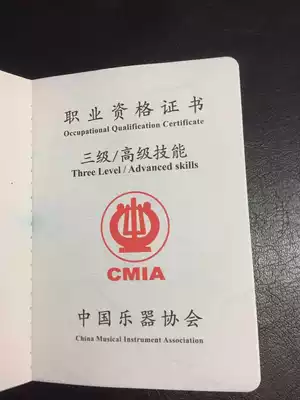 职业资格证书
Occupational Qualification Certificate
三级/高级技能
Three Level / Advanced skills
CMIA
中国乐器协会
China Musical Instrument Association